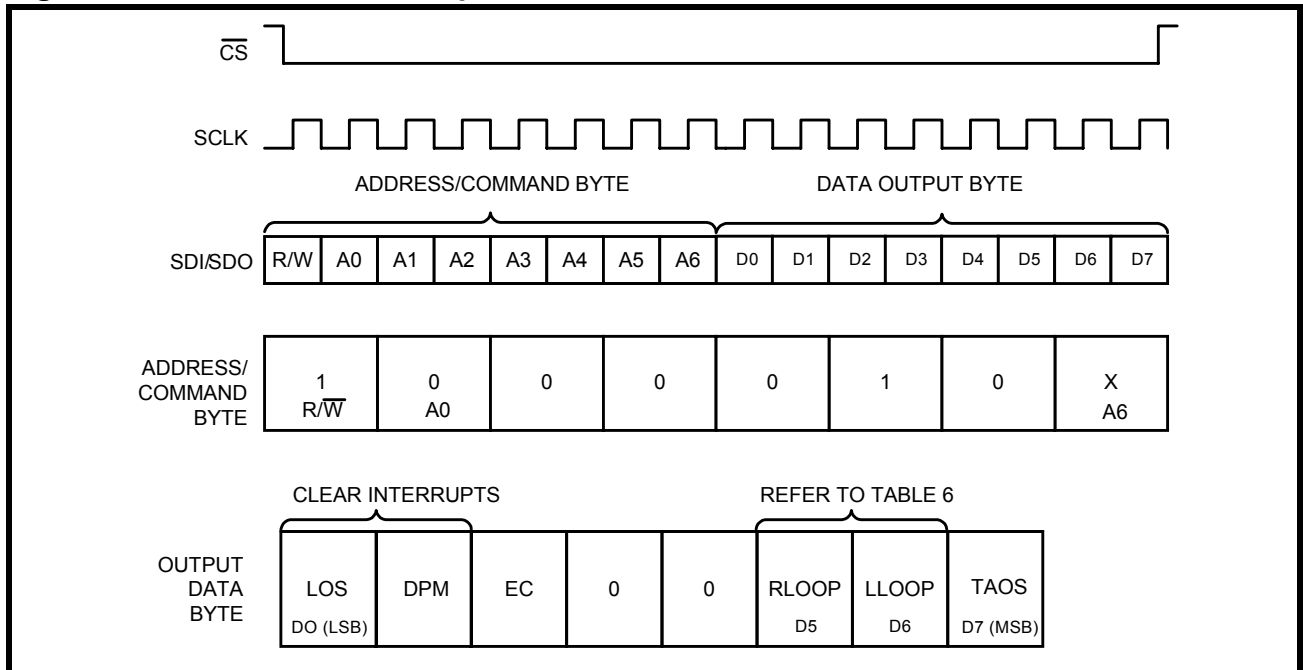 CS
SCLK
ADDRESS/COMMAND BYTE DATA OUTPUT BYTE
SDI/SDO R/W A0 A1 A2 A3 A4 A5 A6 D0 D1 D2 D3 D4 D5 D6 D7
ADDRESS/
COMMAND
BYTE
1 0 0 0 0 1 0 X
R/W A0 A6
CLEAR INTERRUPTS REFER TO TABLE 6
OUTPUT
DATA
BYTE
LOS DPM EC 0 0 RLOOP LLOOP TAOS
DO (LSB) D5 D6 D7 (MSB)